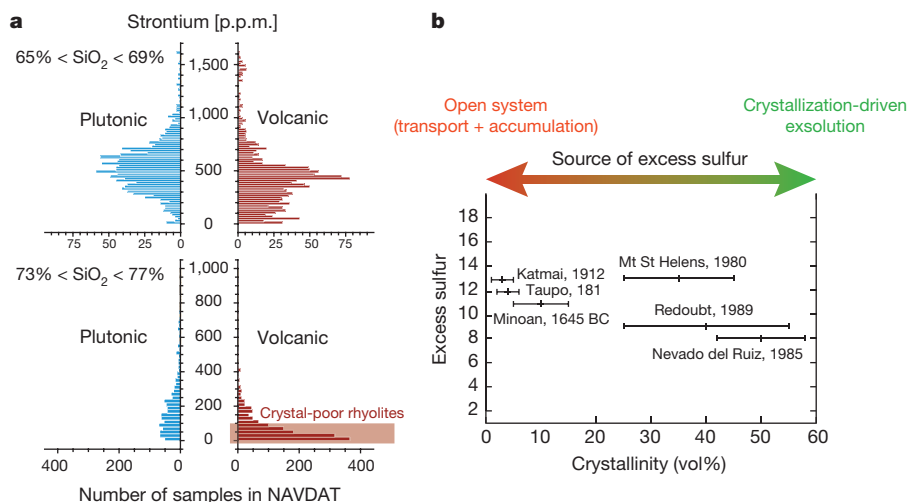 a
Strontium [p.p.m.]
65% < SiO₂ < 69%
1,500
Plutonic
1,000
Volcanic
500
0
75 50 25 0 0 25 50 75
73% < SiO₂ < 77%
1,000
800
Plutonic
600
Volcanic
400
200
Crystal-poor rhyolites
0
400 200 0 0 200 400
Number of samples in NAVDAT
b
Open system
(transport + accumulation)
Crystallization-driven
exsolution
Source of excess sulfur
Excess sulfur
18
16
14
12
10
8
6
4
2
Katmai, 1912
Taupo, 181
Minoan, 1645 BC
Mt St Helens, 1980
Redoubt, 1989
Nevado del Ruiz, 1985
0 10 20 30 40 50 60
Crystallinity (vol%)